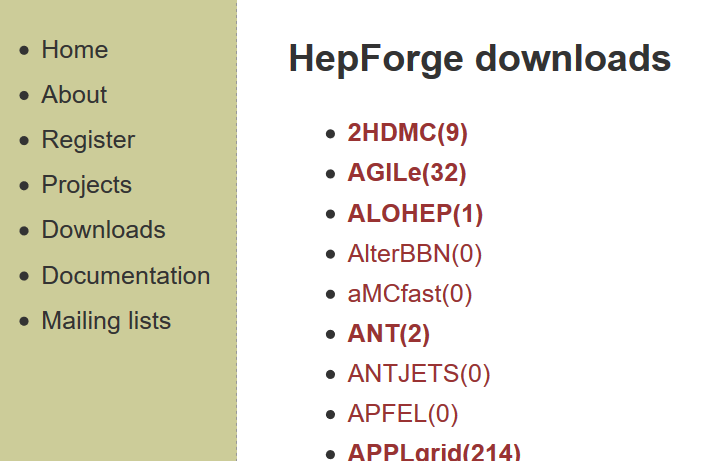 Home
About
Register
Projects
Downloads
Documentation
Mailing lists
HepForge downloads
2HDMC(9)
AGILe(32)
ALOHEP(1)
AlterBBN(0)
aMCfast(0)
ANT(2)
ANTJETS(0)
APFEL(0)
APPLgrid(214)